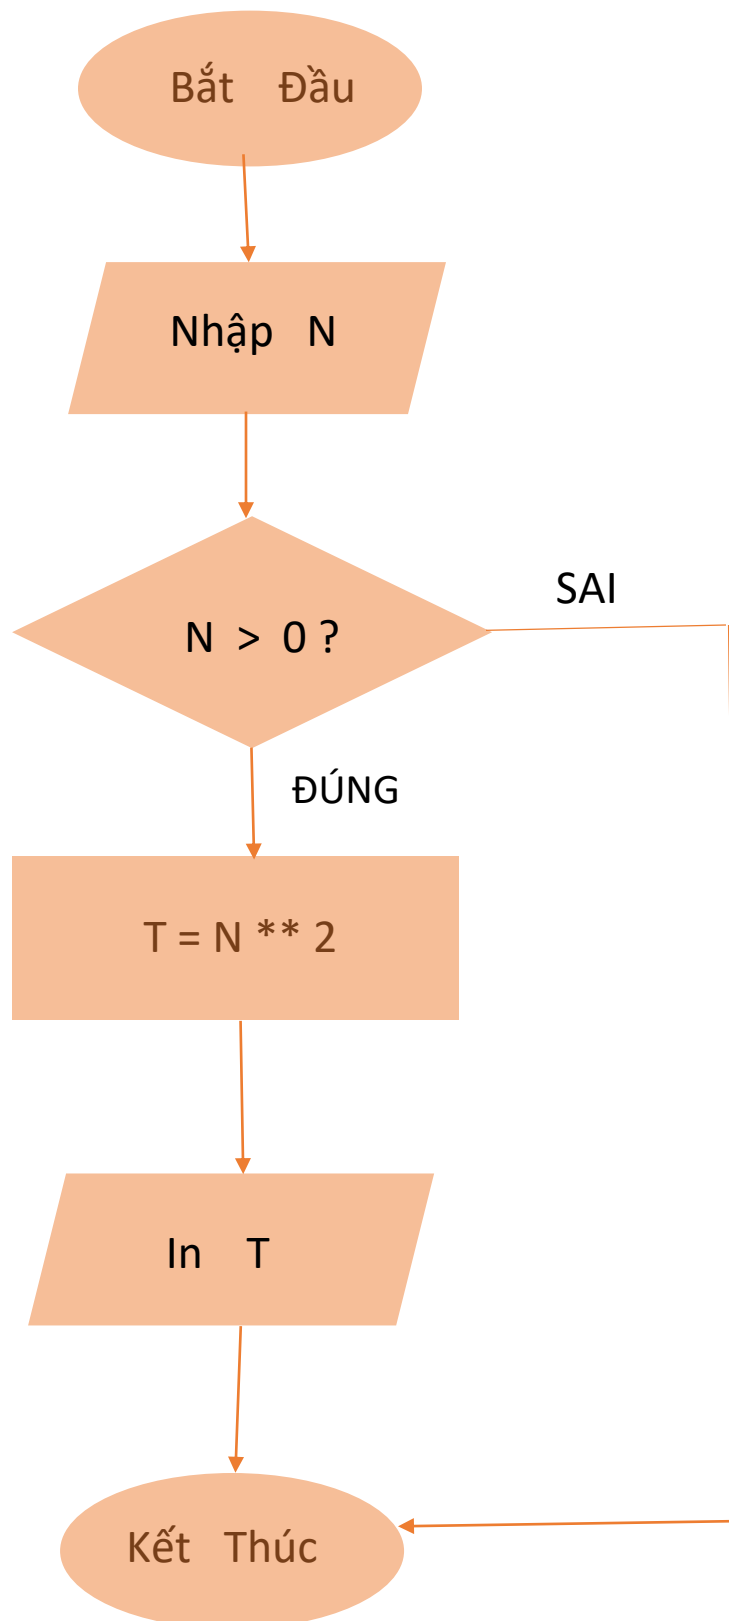 Bắt Đầu
Nhập N
N > 0 ?
SAI
ĐÚNG
T = N ** 2
In T
Kết Thúc